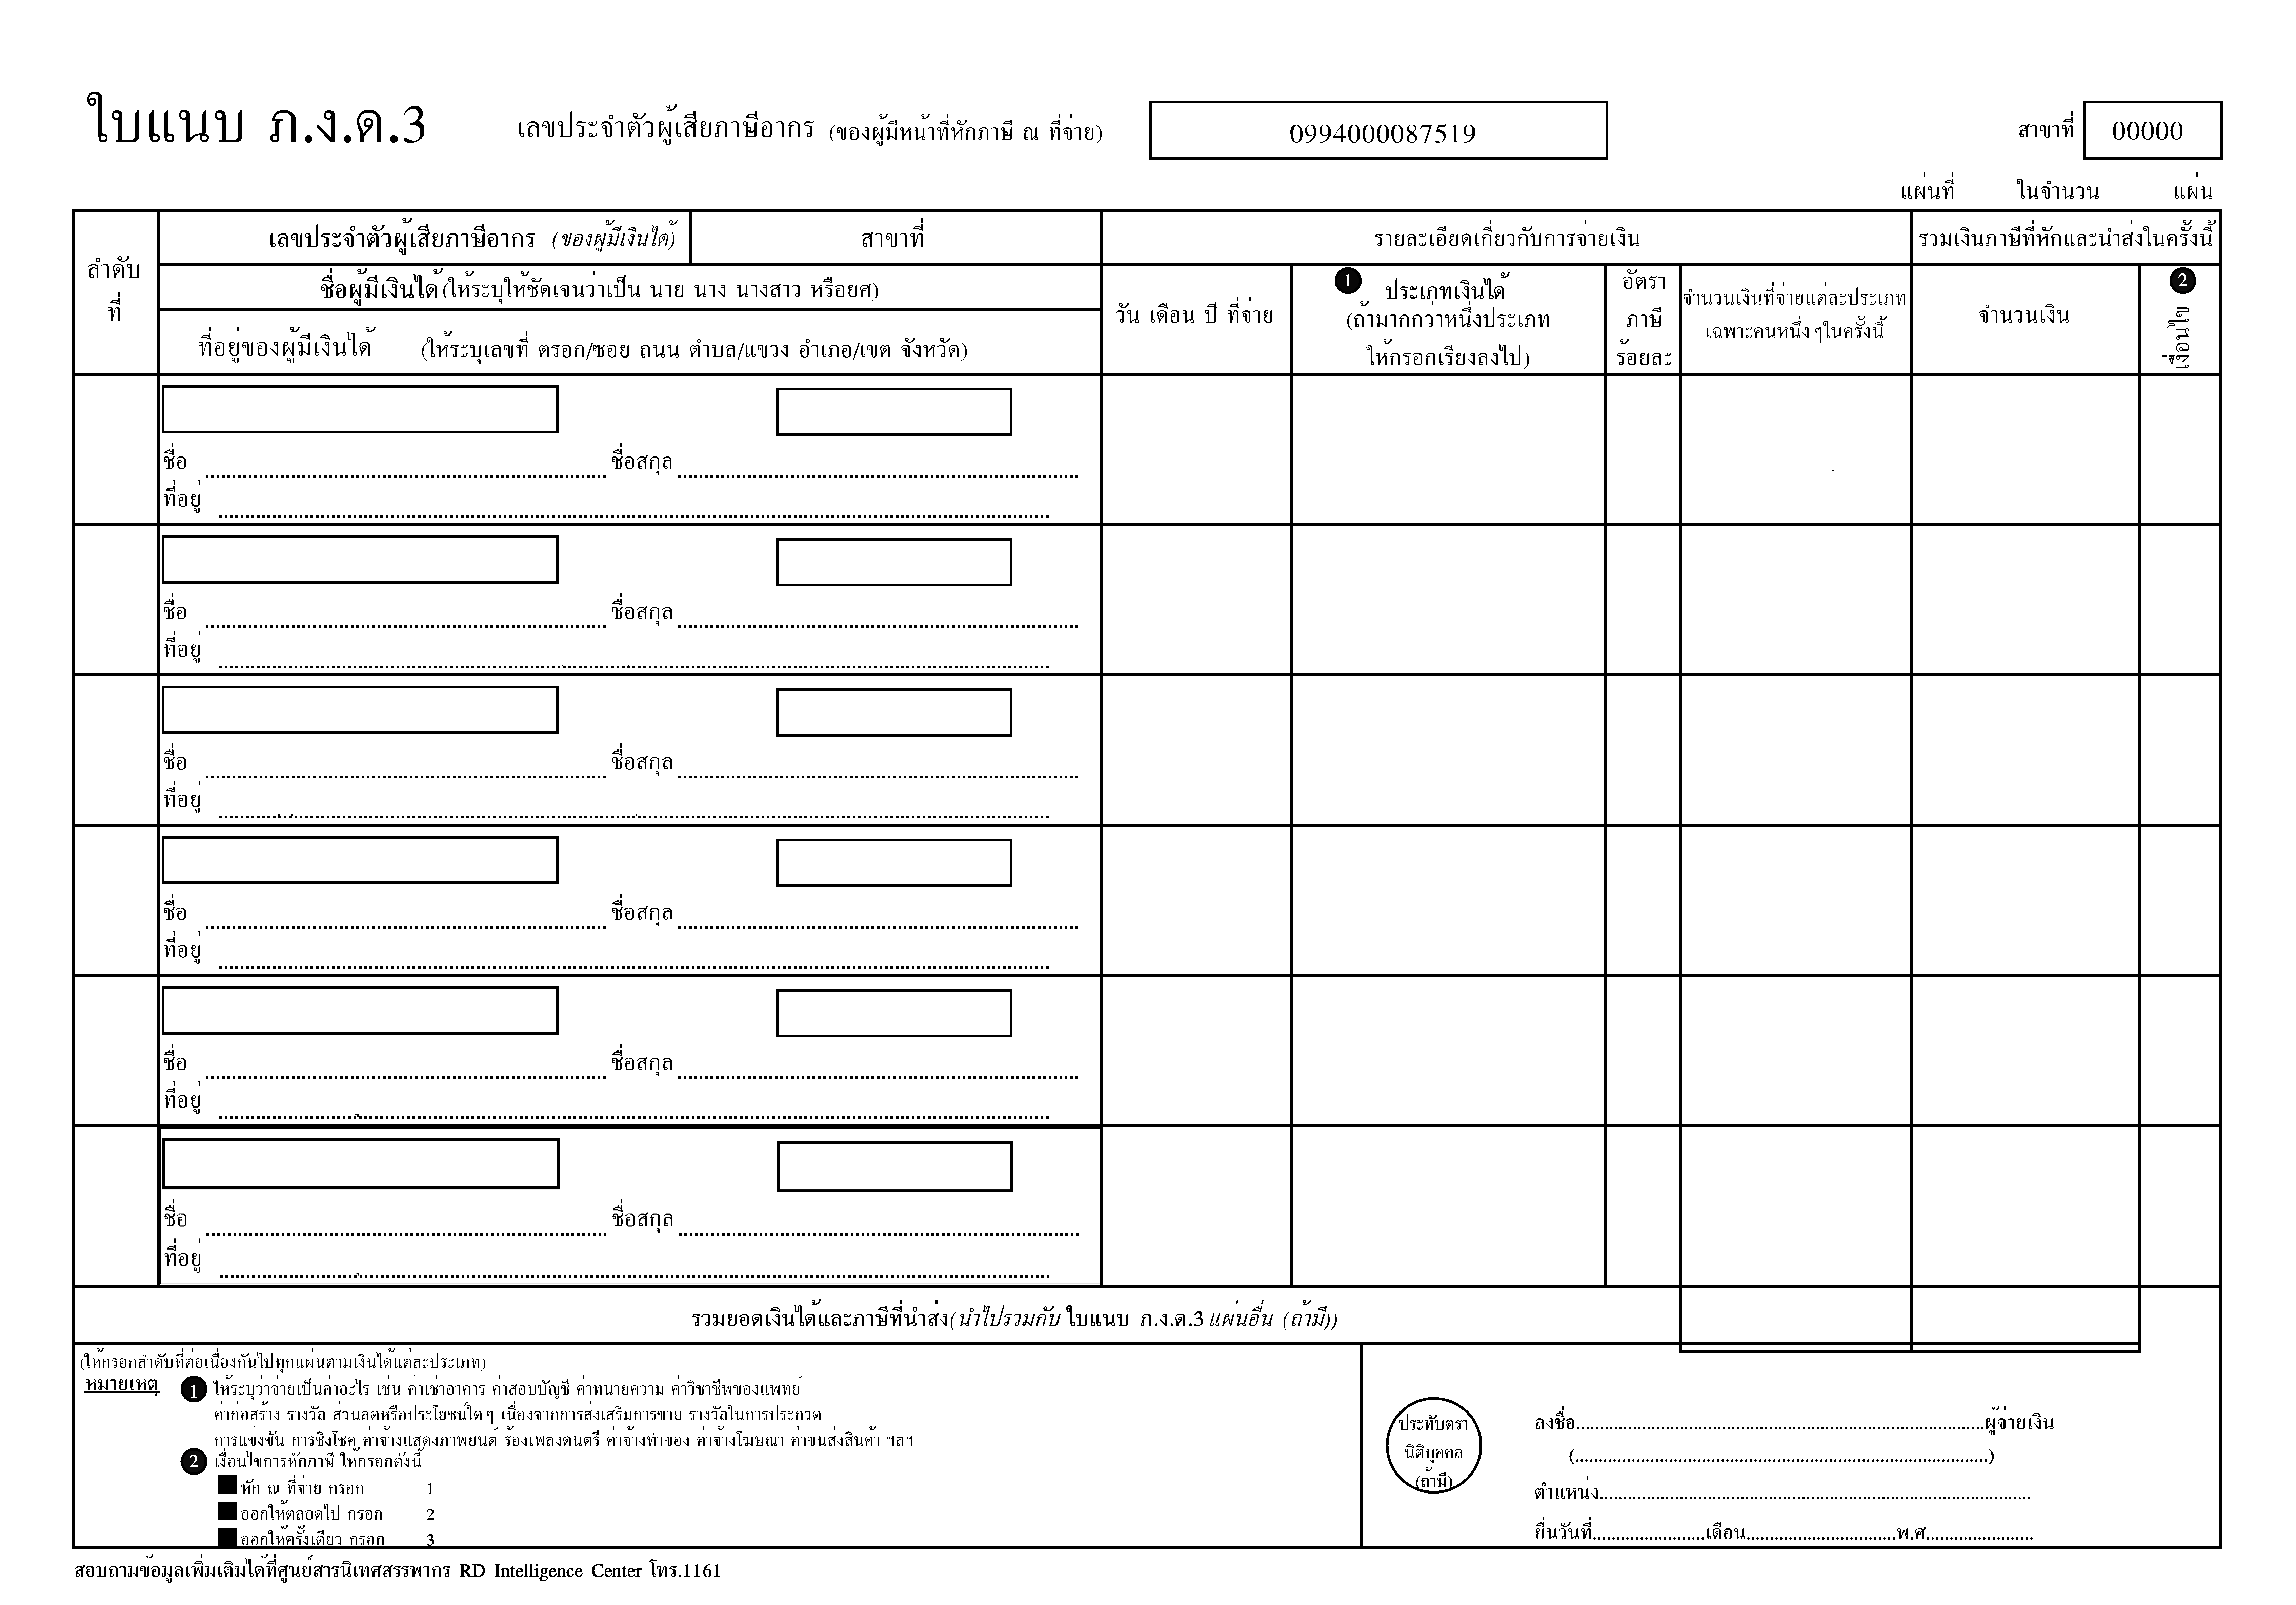 ใบแนบ ภ.ง.ด.3 เลขประจำตัวผู้เสียภาษีอากร (ของผู้มีหน้าที่หักภาษี ณ ที่จ่าย) 0994000087519 สาขาที่ 00000
แผ่นที่ ในจำนวน แผ่น
ลำดับ
ที่
เลขประจำตัวผู้เสียภาษีอากร (ของผู้มีเงินได้) สาขาที่
ชื่อผู้มีเงินได้ (ให้ระบุให้ชัดเจนว่าเป็น นาย นาง นางสาว หรือยศ)
ที่อยู่ของผู้มีเงินได้ (ให้ระบุเลขที่ ตรอก/ซอย ถนน ตำบล/แขวง อำเภอ/เขต จังหวัด)
รายละเอียดเกี่ยวกับการจ่ายเงิน
รวมเงินภาษีที่หักและนำส่งในครั้งนี้
วัน เดือน ปี ที่จ่าย
1 ประเภทเงินได้
(ถ้ามากกว่าหนึ่งประเภท
ให้กรอกเรียงลงไป)
อัตรา
ภาษี
ร้อยละ
จำนวนเงินที่จ่ายแต่ละประเภท
เฉพาะคนหนึ่งๆในครั้งนี้
จำนวนเงิน
2
เงื่อนไข
ชื่อ ชื่อสกุล
ที่อยู่
ชื่อ ชื่อสกุล
ที่อยู่
ชื่อ ชื่อสกุล
ที่อยู่
ชื่อ ชื่อสกุล
ที่อยู่
ชื่อ ชื่อสกุล
ที่อยู่
ชื่อ ชื่อสกุล
ที่อยู่
รวมยอดเงินได้และภาษีที่นำส่ง(นำไปรวมกับ ใบแนบ ภ.ง.ด.3 แผ่นอื่น (ถ้ามี))
(ให้กรอกลำดับที่ต่อเนื่องกันไปทุกแผ่นตามเงินได้แต่ละประเภท)
หมายเหตุ 1 ให้ระบุว่าจ่ายเป็นค่าอะไร เช่น ค่าเช่าอาคาร ค่าสอบบัญชี ค่าทนายความ ค่าวิชาชีพของแพทย์
ค่าก่อสร้าง รางวัล ส่วนลดหรือประโยชน์ใดๆ เนื่องจากการส่งเสริมการขาย รางวัลในการประกวด
การแข่งขัน การชิงโชค ค่าจ้างแสดงภาพยนต์ ร้องเพลงดนตรี ค่าจ้างทำของ ค่าจ้างโฆษณา ค่าขนส่งสินค้า ฯลฯ
2 เงื่อนไขการหักภาษี ให้กรอกดังนี้
หัก ณ ที่จ่าย กรอก 1
ออกให้ตลอดไป กรอก 2
ออกให้ครั้งเดียว กรอก 3
ประทับตรา
นิติบุคคล
(ถ้ามี)
ลงชื่อ..........ผู้จ่ายเงิน
(..........)
ตำแหน่ง..........
ยื่นวันที่..........เดือน..........พ.ศ..........
สอบถามข้อมูลเพิ่มเติมได้ที่ศูนย์สารนิเทศสรรพากร RD Intelligence Center โทร.1161